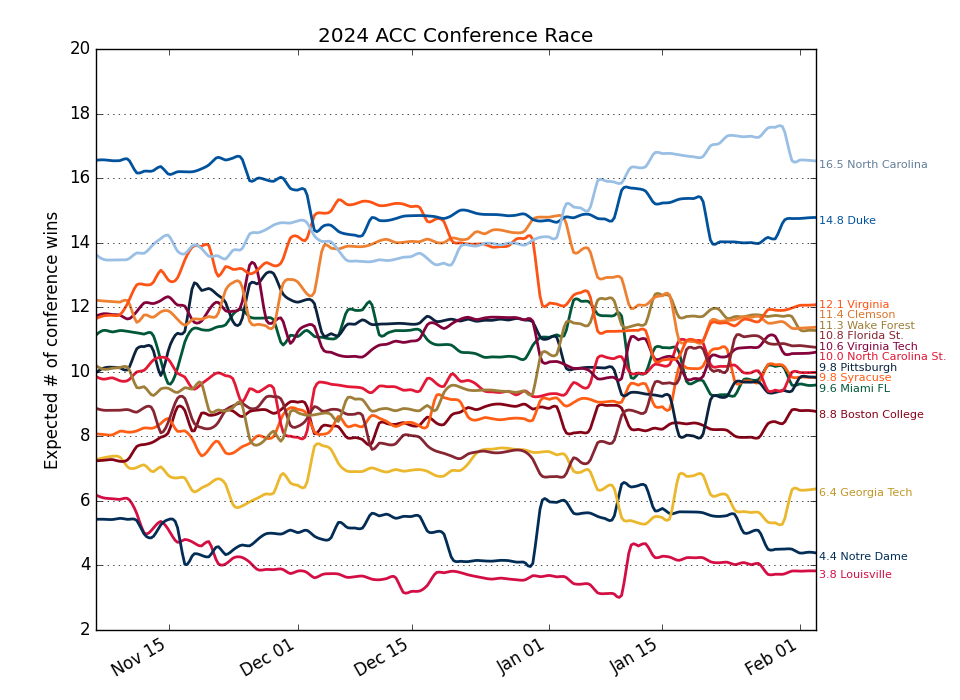 2024 ACC Conference Race
Expected # of conference wins
20
18
16
14
12
10
8
6
4
2
Nov 15
Dec 01
Dec 15
Jan 01
Jan 15
Feb 01
16.5 North Carolina
14.8 Duke
12.1 Virginia
11.4 Clemson
11.3 Wake Forest
10.8 Florida St.
10.6 Virginia Tech
10.0 North Carolina St.
9.8 Pittsburgh
9.8 Syracuse
9.6 Miami FL
8.8 Boston College
6.4 Georgia Tech
4.4 Notre Dame
3.8 Louisville